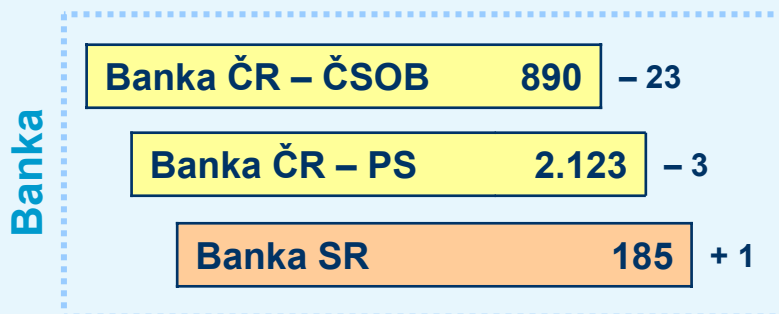 Banka
Banka ČR – ČSOB 890 – 23
Banka ČR – PS 2.123 – 3
Banka SR 185 + 1